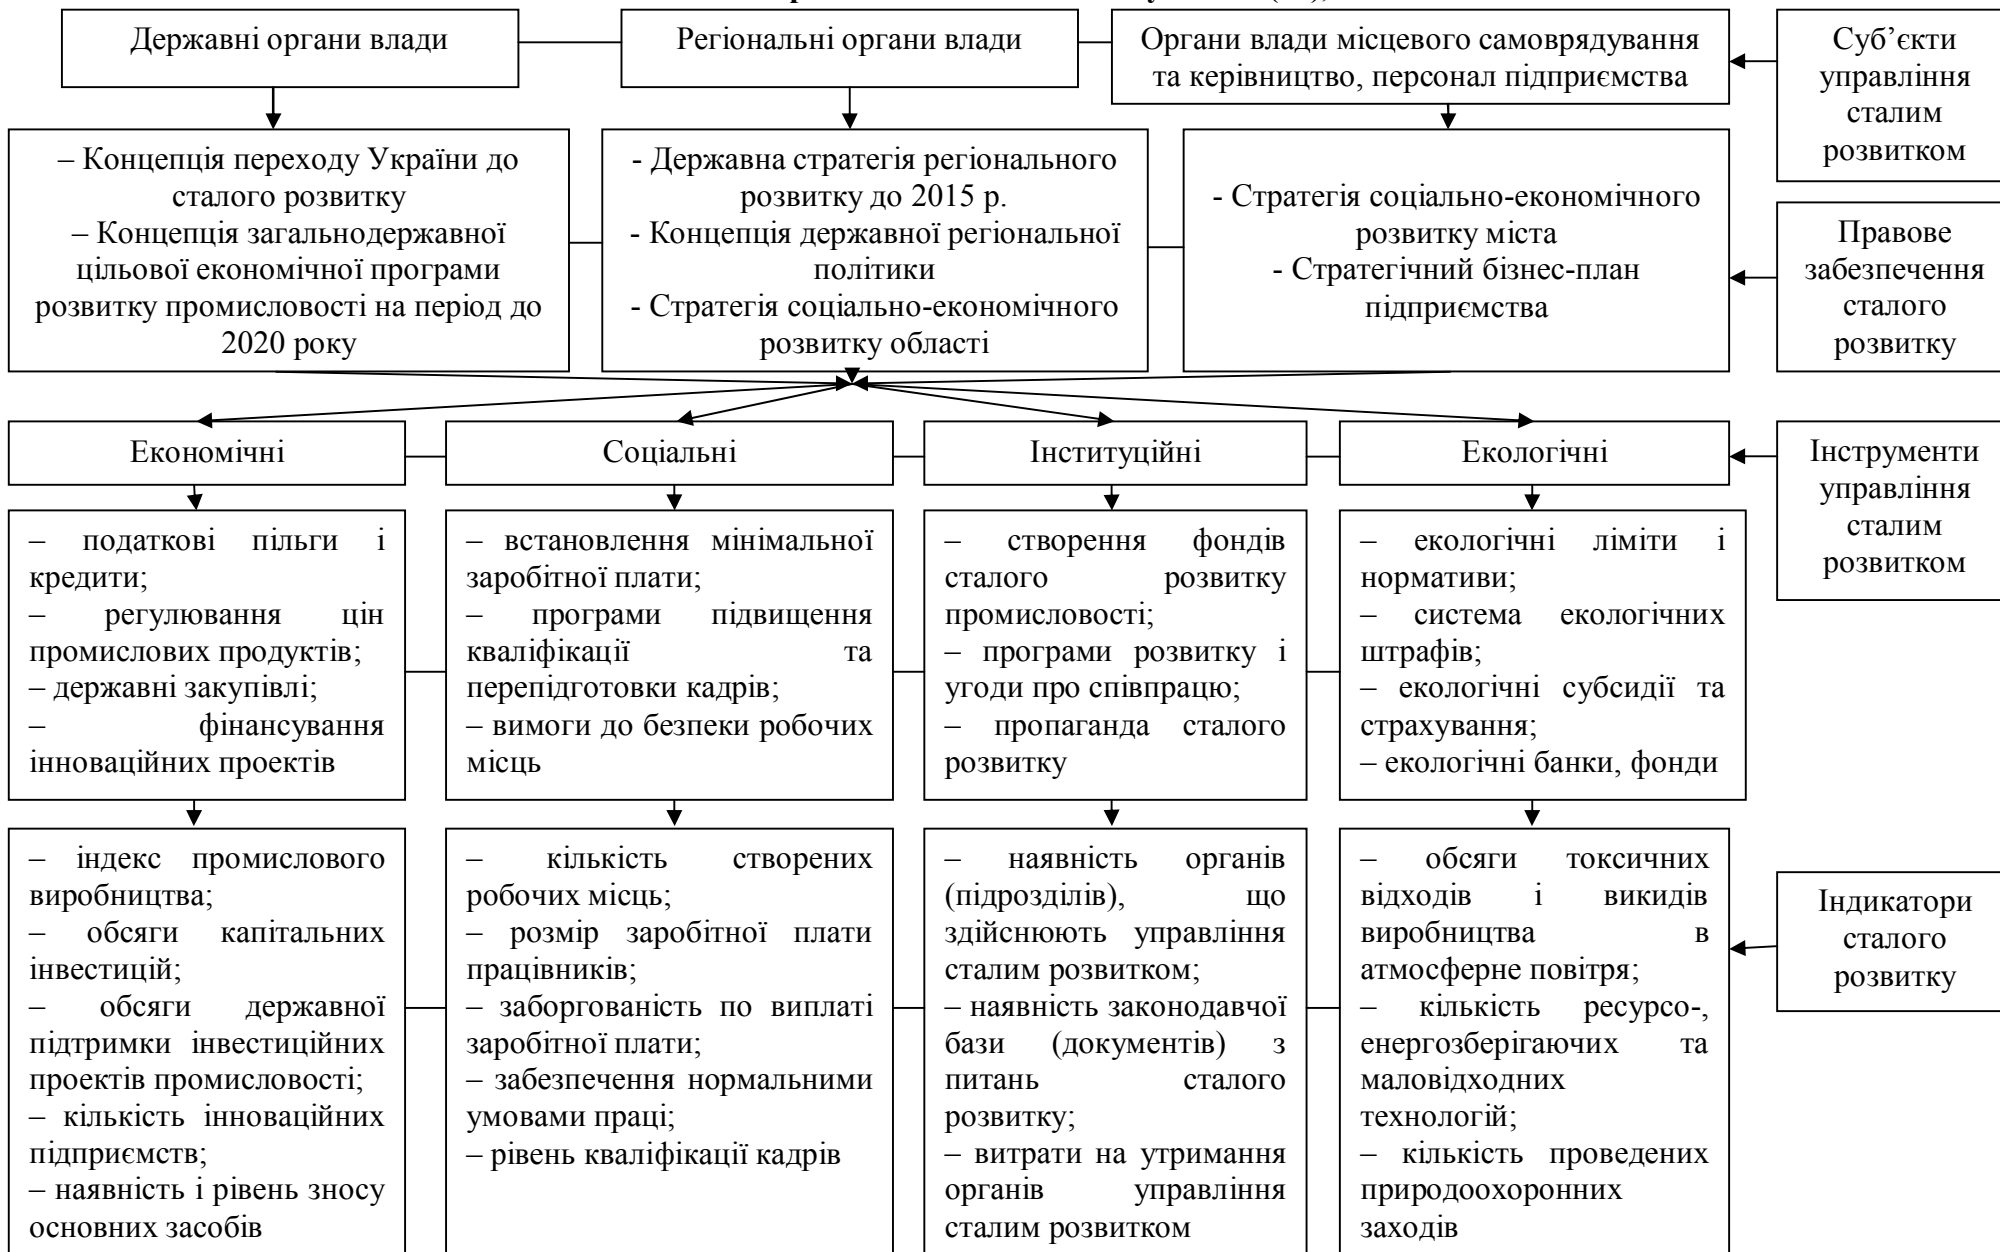 Державні органи влади
Регіональні органи влади
Органи влади місцевого самоврядування
та керівництво, персонал підприємства
Суб’єкти
управління
сталим
розвитком
– Концепція переходу України до
сталого розвитку
– Концепція загальнодержавної
цільової економічної програми
розвитку промисловості на період до
2020 року
- Державна стратегія регіонального
розвитку до 2015 р.
- Концепція державної регіональної
політики
- Стратегія соціально-економічного
розвитку області
- Стратегія соціально-економічного
розвитку міста
- Стратегічний бізнес-план
підприємства
Правове
забезпечення
сталого
розвитку
Економічні
Соціальні
Інституційні
Екологічні
Інструменти
управління
сталим
розвитком
– податкові пільги і
кредити;
– регулювання цін
промислових продуктів;
– державні закупівлі;
– фінансування
інноваційних проектів
– встановлення мінімальної
заробітної плати;
– програми підвищення
кваліфікації та
перепідготовки кадрів;
– вимоги до безпеки робочих
місць
– створення фондів
сталого розвитку
промисловості;
– програми розвитку і
угоди про співпрацю;
– пропаганда сталого
розвитку
– екологічні ліміти і
нормативи;
– система екологічних
штрафів;
– екологічні субсидії та
страхування;
– екологічні банки, фонди
– індекс промислового
виробництва;
– обсяги капітальних
інвестицій;
– обсяги державної
підтримки інвестиційних
проектів промисловості;
– кількість інноваційних
підприємств;
– наявність і рівень зносу
основних засобів
– кількість створених
робочих місць;
– розмір заробітної плати
працівників;
– заборгованість по виплаті
заробітної плати;
– забезпечення нормальними
умовами праці;
– рівень кваліфікації кадрів
– наявність органів
(підрозділів), що
здійснюють управління
сталим розвитком;
– наявність законодавчої
бази (документів) з
питань сталого
розвитку;
– витрати на утримання
органів управління
сталим розвитком
– обсяги токсичних
відходів і викидів
виробництва в
атмосферне повітря;
– кількість ресурсо-,
енергозберігаючих та
маловідходних
технологій;
– кількість проведених
природоохоронних
заходів
Індикатори
сталого
розвитку